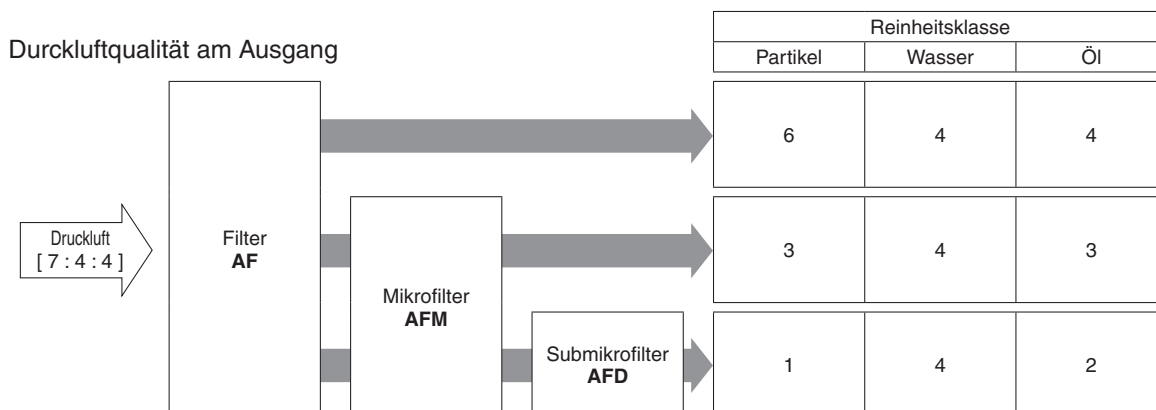 Durckluftqualität am Ausgang
Reinheitsklasse
Partikel Wasser Öl
6 4 4
Druckluft
[ 7 : 4 : 4 ]
Filter
AF
3 4 3
Mikrofilter
AFM
Submikrofilter
AFD
1 4 2